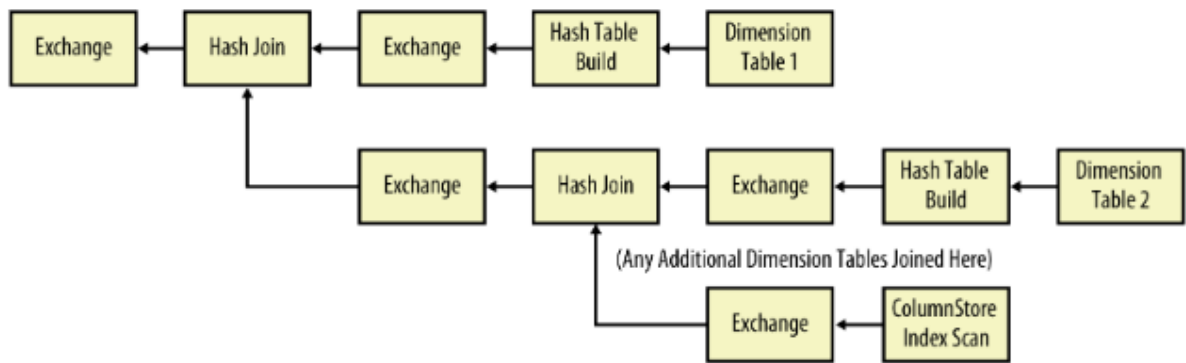 Exchange
Hash Join
Exchange
Hash Table
Build
Dimension
Table 1
Exchange
Hash Join
Exchange
Hash Table
Build
Dimension
Table 2
(Any Additional Dimension Tables Joined Here)
Exchange
ColumnStore
Index Scan